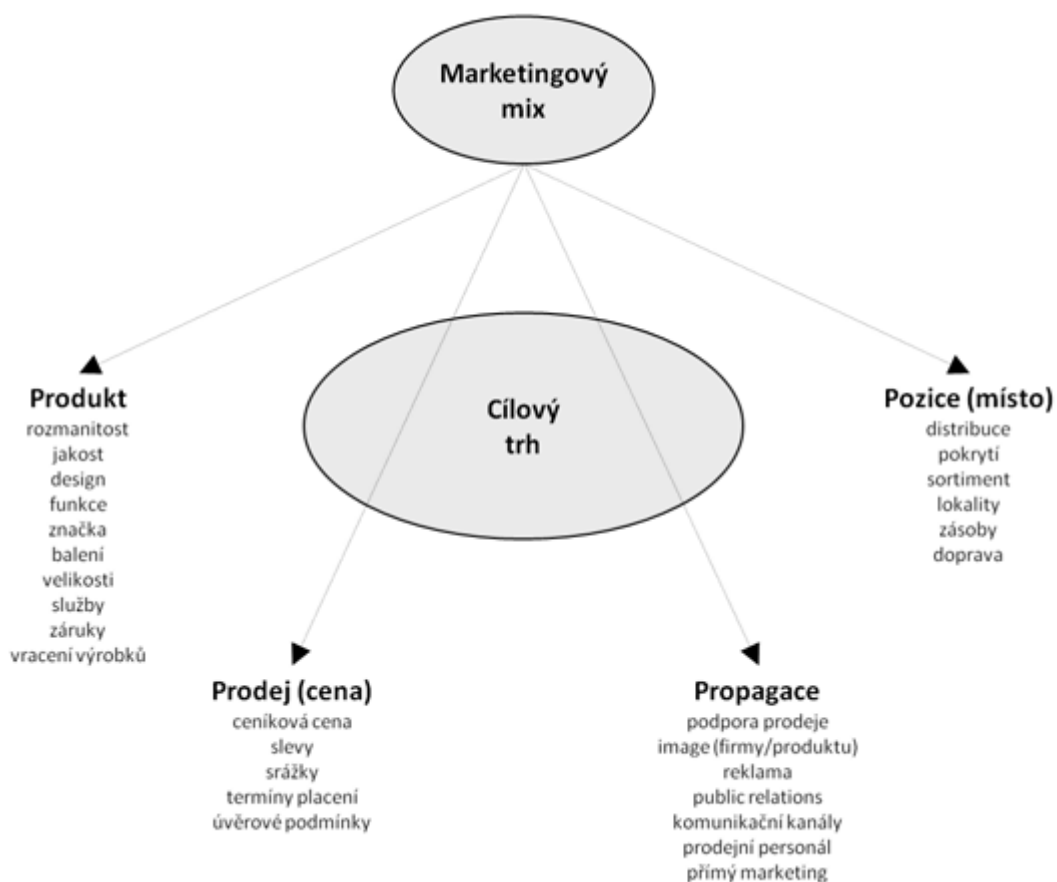 Marketingový
mix
Cílový
trh
Produkt
rozmanitost
jakost
design
funkce
značka
balení
velikosti
služby
záruky
vracení výrobků
Prodej (cena)
ceníková cena
slevy
srážky
termíny placení
úvěrové podmínky
Propagace
podpora prodeje
image (firmy/produktu)
reklama
public relations
komunikační kanály
prodejní personál
přímý marketing
Pozice (místo)
distribuce
pokrytí
sortiment
lokality
zásoby
doprava